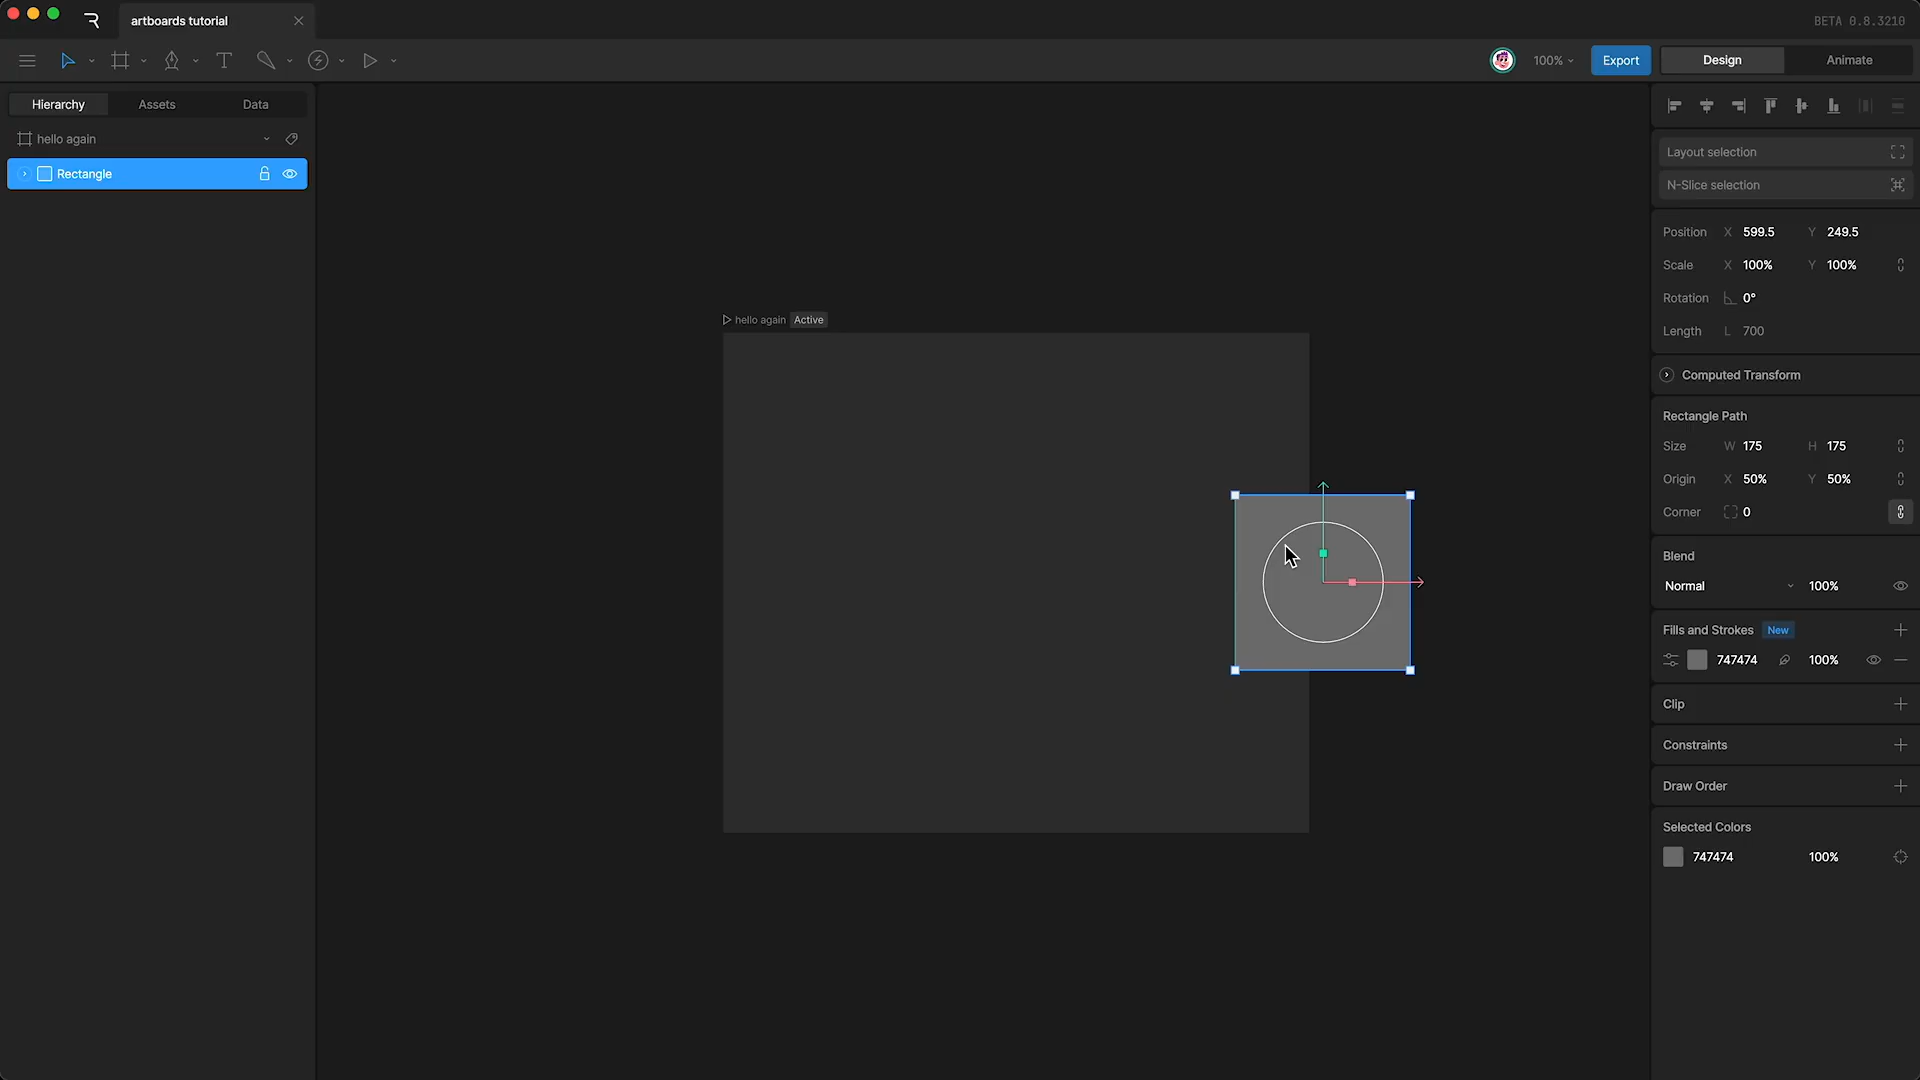 artboards tutorial
BETA 0.8.3210
100%
Export
Design
Animate
Hierarchy
Assets
Data
hello again
Rectangle
hello again Active
Layout selection
N-Slice selection
Position X 599.5 Y 249.5
Scale X 100% Y 100%
Rotation 0°
Length L 700
Computed Transform
Rectangle Path
Size W 175 H 175
Origin X 50% Y 50%
Corner 0
Blend
Normal 100%
Fills and Strokes New
747474 100%
Clip
Constraints
Draw Order
Selected Colors
747474 100%